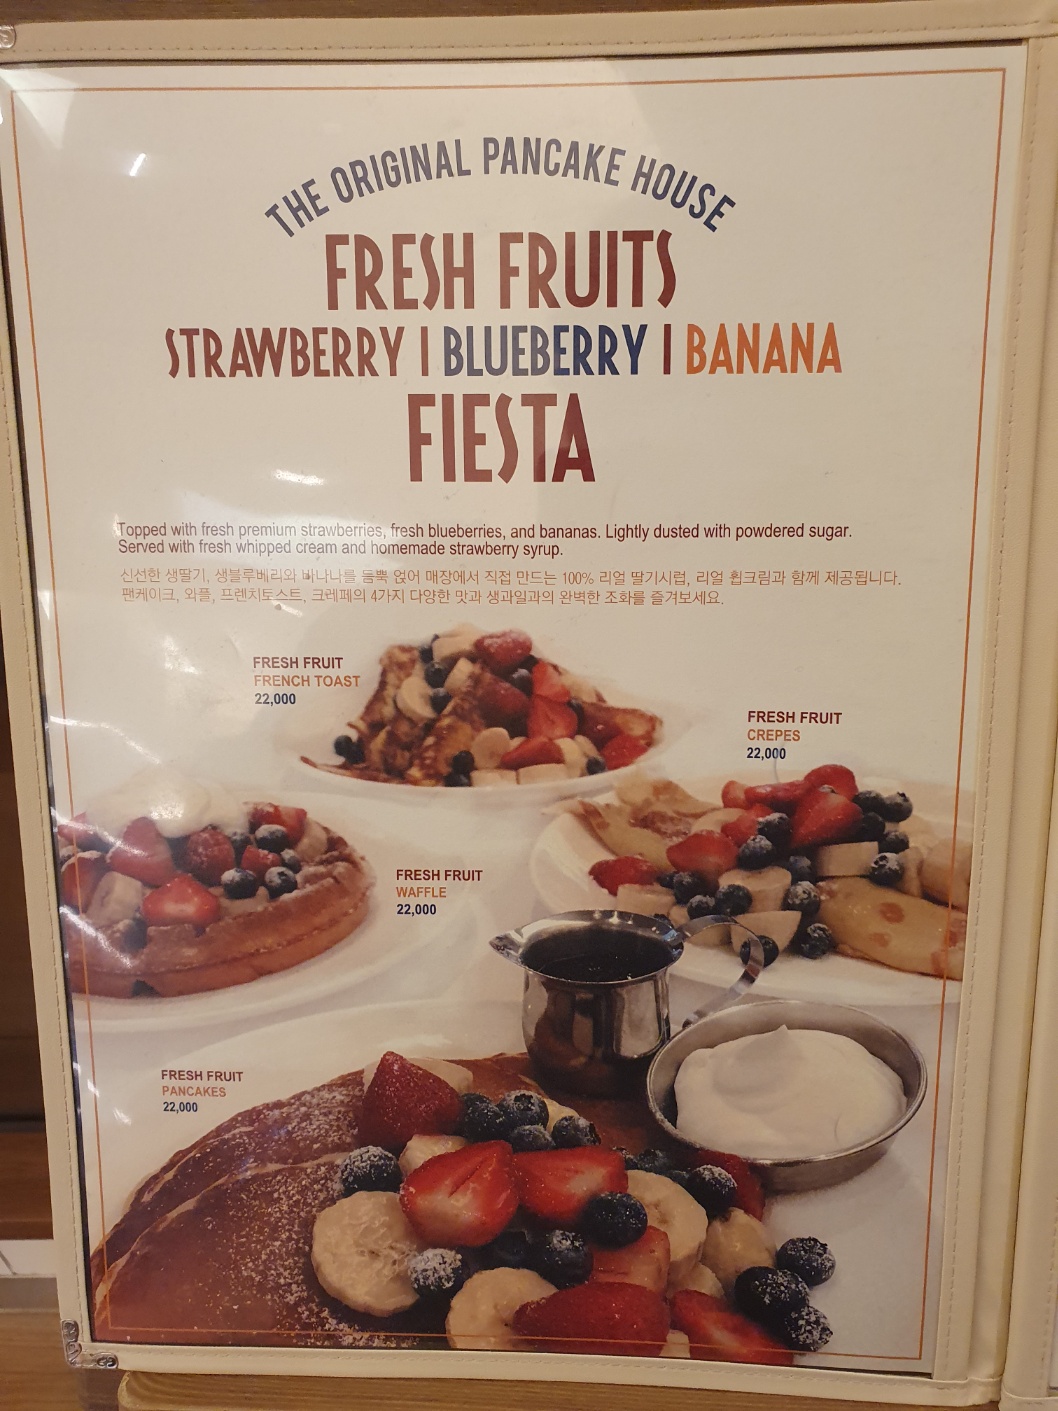 THE ORIGINAL PANCAKE HOUSE
FRESH FRUITS
STRAWBERRY | BLUEBERRY | BANANA
FIESTA
Topped with fresh premium strawberries, fresh blueberries, and bananas. Lightly dusted with powdered sugar.
Served with fresh whipped cream and homemade strawberry syrup.
신선한 생딸기, 생블루베리와 바나나를 듬뿍 얹어 매장에서 직접 만드는 100% 리얼 딸기시럽, 리얼 휩크림과 함께 제공됩니다.
팬케이크, 와플, 프렌치토스트, 크레페의 4가지 다양한 맛과 생과일과의 완벽한 조화를 즐겨보세요.
FRESH FRUIT
FRENCH TOAST
22,000
FRESH FRUIT
CREPES
22,000
FRESH FRUIT
WAFFLE
22,000
FRESH FRUIT
PANCAKES
22,000